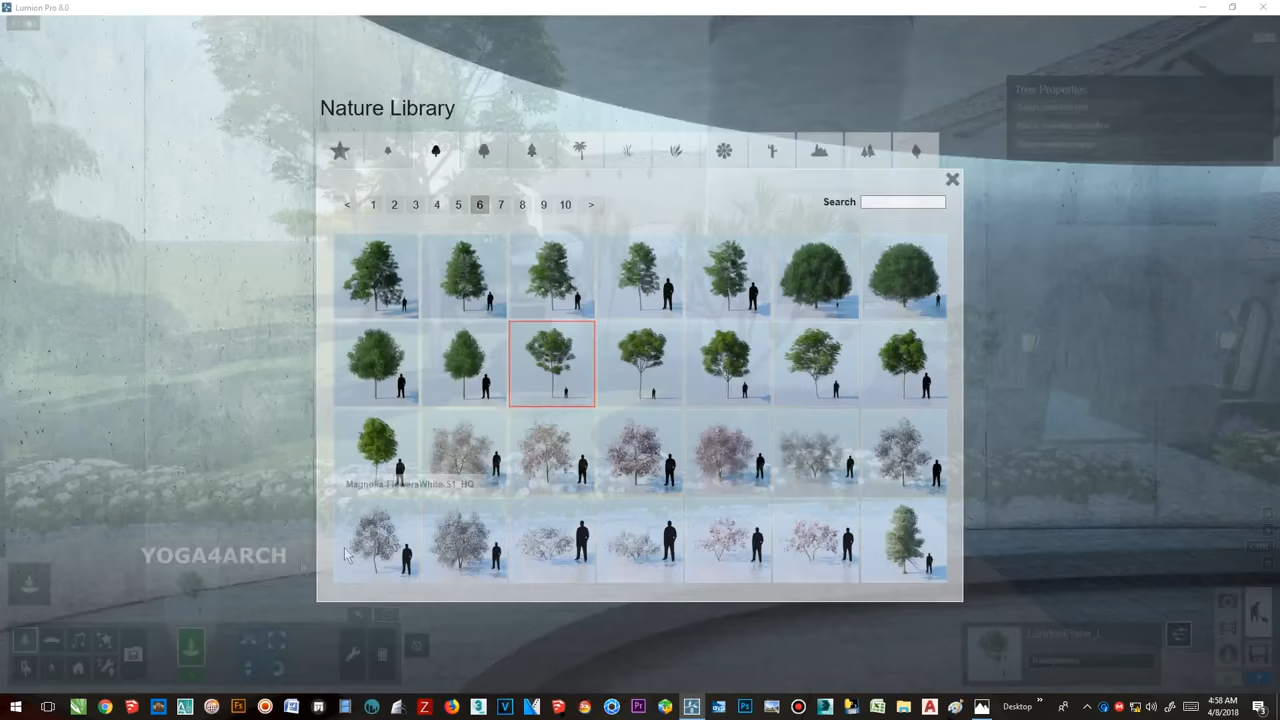 Lumion Pro 8.0
Tree Properties
Nature Library
< 1 2 3 4 5 6 7 8 9 10 >
Search
Magnolia FlowersWhite-S1_HQ
YOGA4ARCH
LondonPlane_L
Desktop
4:58 AM
4/8/2018